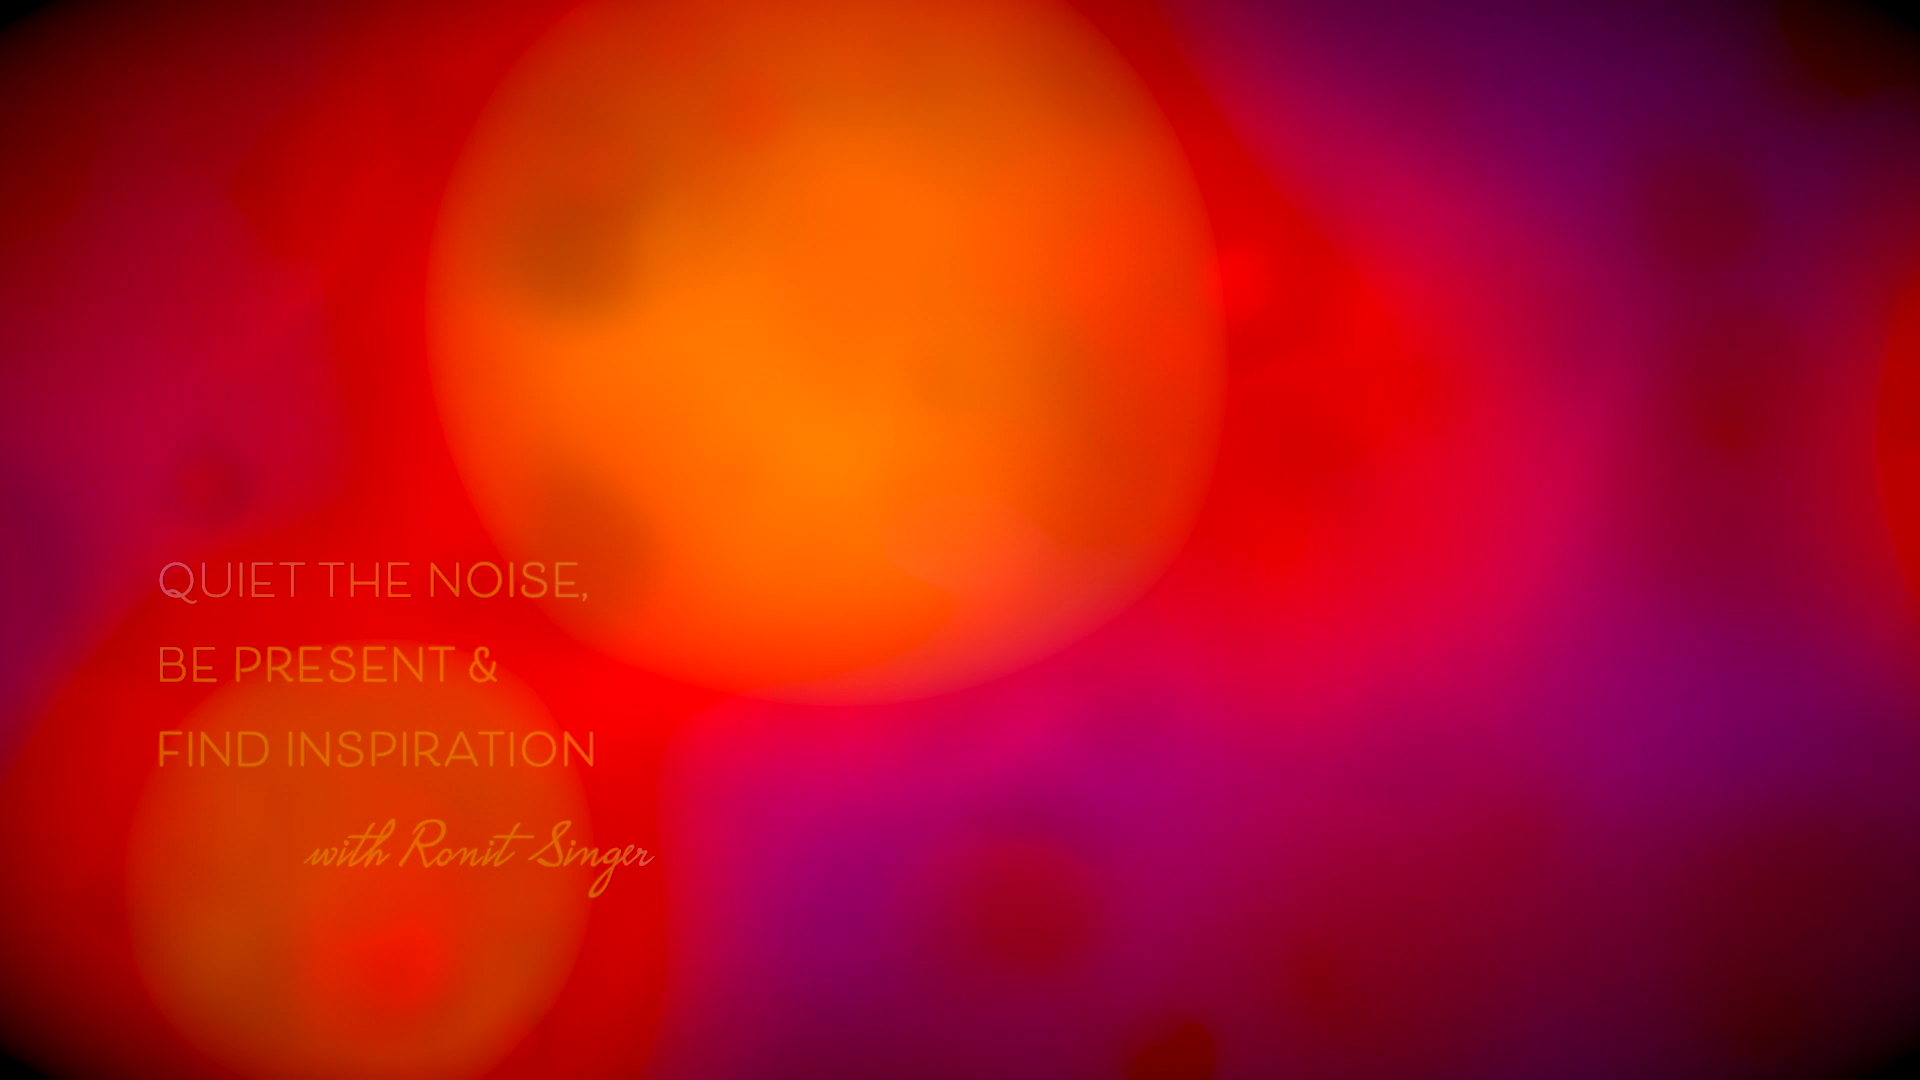 QUIET THE NOISE,
BE PRESENT &
FIND INSPIRATION
with Ronit Singer